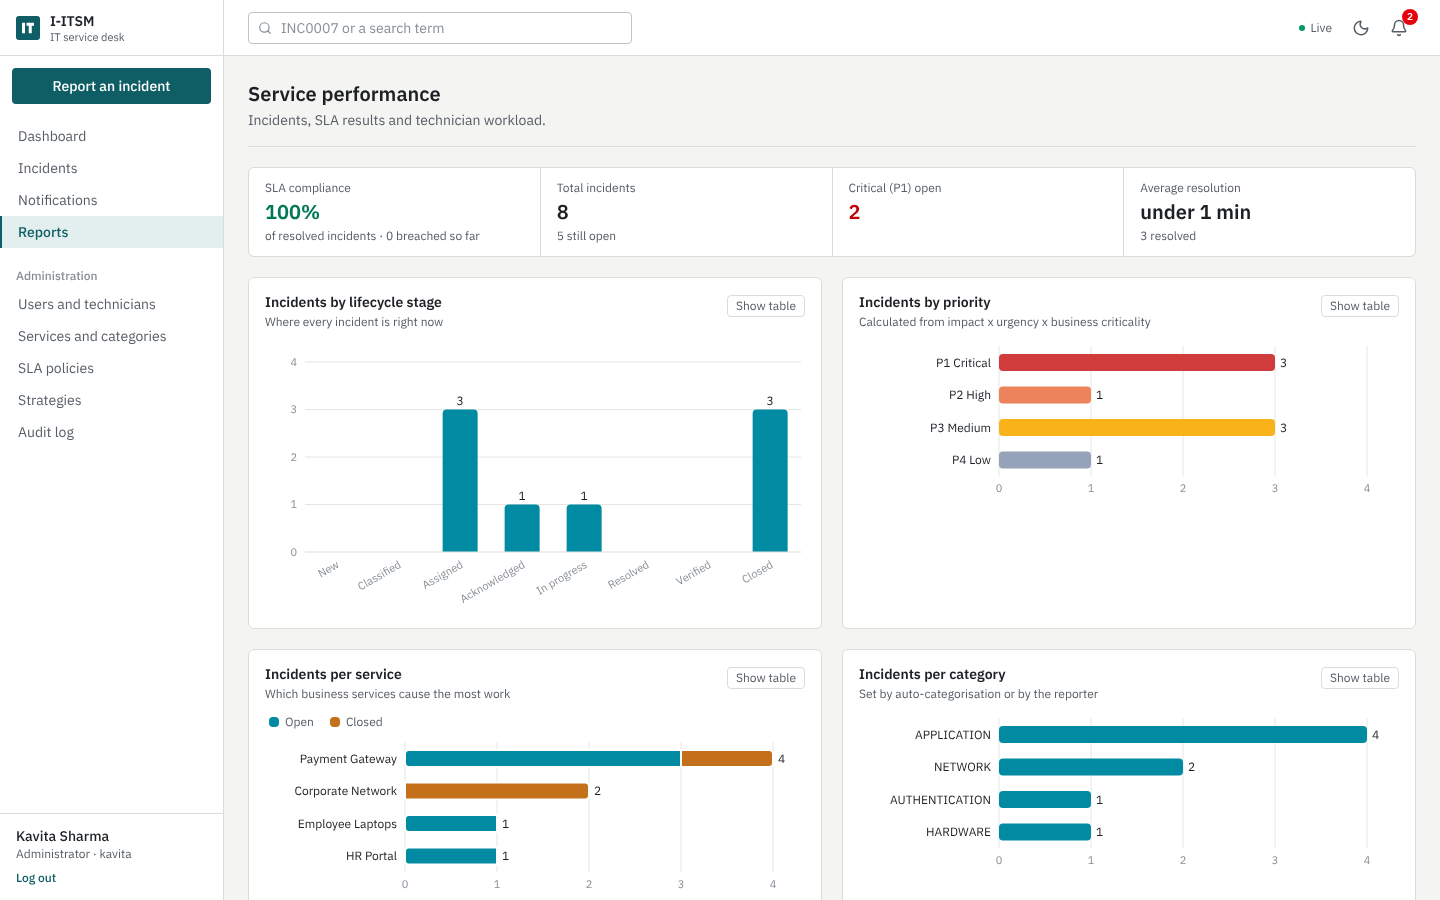 IT
I-ITSM
IT service desk
INC0007 or a search term
Live
2
Report an incident
Dashboard
Incidents
Notifications
Reports
Administration
Users and technicians
Services and categories
SLA policies
Strategies
Audit log
Kavita Sharma
Administrator · kavita
Log out
Service performance
Incidents, SLA results and technician workload.
SLA compliance
100%
of resolved incidents · 0 breached so far
Total incidents
8
5 still open
Critical (P1) open
2
Average resolution
under 1 min
3 resolved
Incidents by lifecycle stage
Where every incident is right now
Show table
4
3
2
1
0
3
1
1
3
New
Classified
Assigned
Acknowledged
In progress
Resolved
Verified
Closed
Incidents by priority
Calculated from impact x urgency x business criticality
Show table
P1 Critical 3
P2 High 1
P3 Medium 3
P4 Low 1
0 1 2 3 4
Incidents per service
Which business services cause the most work
Show table
Open Closed
Payment Gateway 4
Corporate Network 2
Employee Laptops 1
HR Portal 1
0 1 2 3 4
Incidents per category
Set by auto-categorisation or by the reporter
Show table
APPLICATION 4
NETWORK 2
AUTHENTICATION 1
HARDWARE 1
0 1 2 3 4